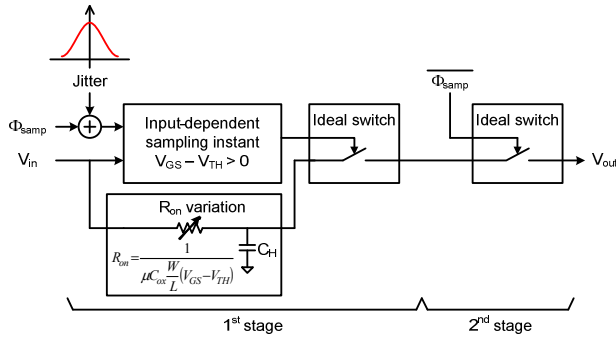 Jitter
Φsamp
Φsamp
Vin
Input-dependent
sampling instant
VGS – VTH > 0
Ideal switch
Ideal switch
Vout
Ron variation
Ron = 1 / μCox W/L (VGS – VTH)
CH
1st stage
2nd stage